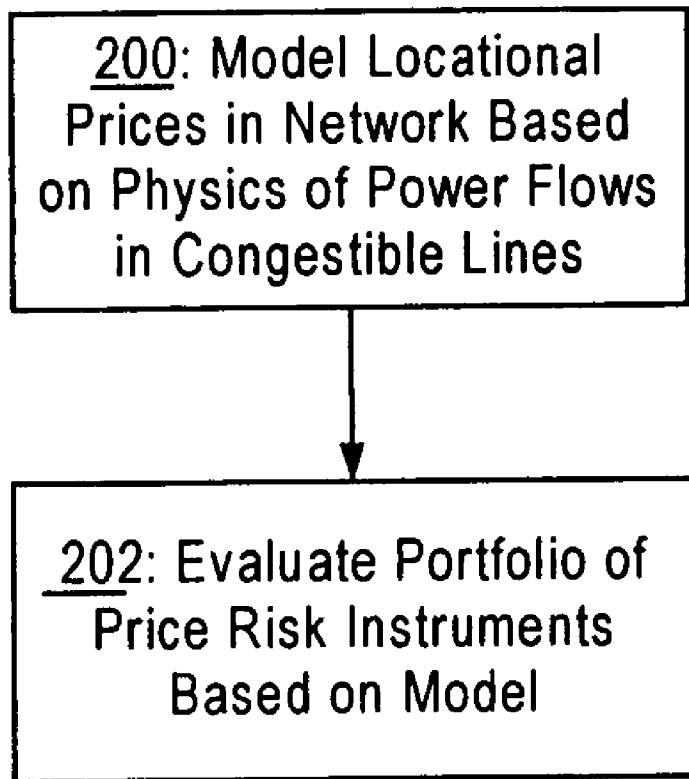 200: Model Locational
Prices in Network Based
on Physics of Power Flows
in Congestible Lines
202: Evaluate Portfolio of
Price Risk Instruments
Based on Model